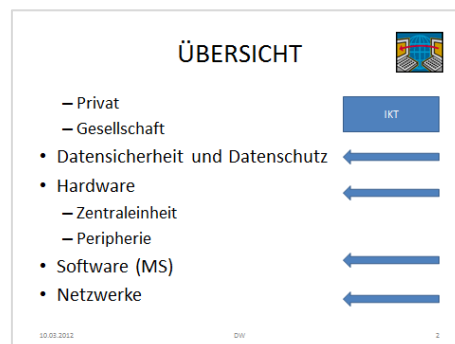 ÜBERSICHT
– Privat
– Gesellschaft
IKT
• Datensicherheit und Datenschutz
• Hardware
– Zentraleinheit
– Peripherie
• Software (MS)
• Netzwerke
10.03.2012 DW 2